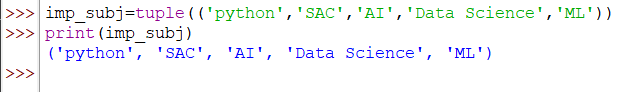 >>> imp_subj=tuple(('python','SAC','AI','Data Science','ML'))
>>> print(imp_subj)
('python', 'SAC', 'AI', 'Data Science', 'ML')
>>>